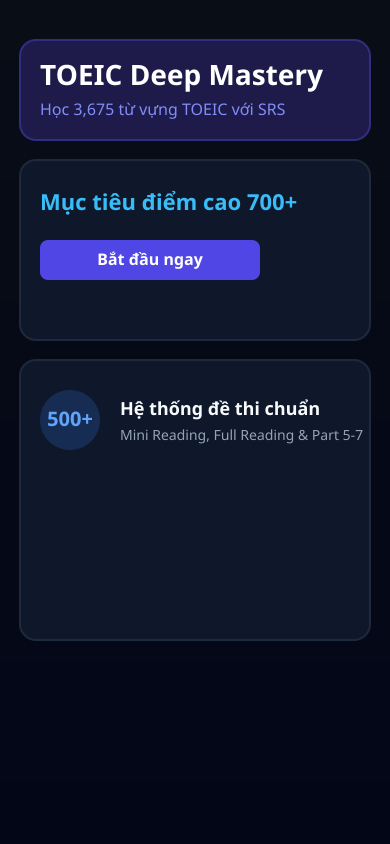 TOEIC Deep Mastery
Học 3,675 từ vựng TOEIC với SRS
Mục tiêu điểm cao 700+
Bắt đầu ngay
500+
Hệ thống đề thi chuẩn
Mini Reading, Full Reading & Part 5-7